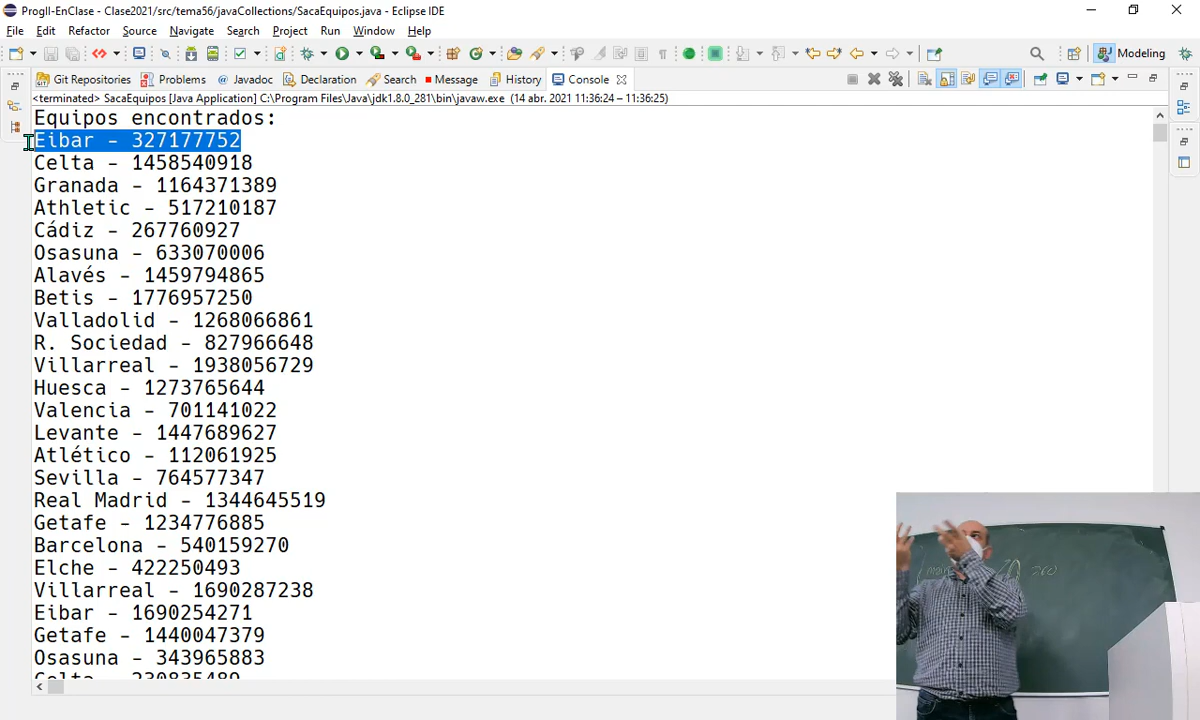 ProgII-EnClase - Clase2021/src/tema56/javaCollections/SacaEquipos.java - Eclipse IDE
File Edit Refactor Source Navigate Search Project Run Window Help
Modeling
Git Repositories Problems Javadoc Declaration Search Message History Console
<terminated> SacaEquipos [Java Application] C:\Program Files\Java\jdk1.8.0_281\bin\javaw.exe (14 abr. 2021 11:36:24 – 11:36:25)
Equipos encontrados:
Eibar - 327177752
Celta - 1458540918
Granada - 1164371389
Athletic - 517210187
Cádiz - 267760927
Osasuna - 633070006
Alavés - 1459794865
Betis - 1776957250
Valladolid - 1268066861
R. Sociedad - 827966648
Villarreal - 1938056729
Huesca - 1273765644
Valencia - 701141022
Levante - 1447689627
Atlético - 112061925
Sevilla - 764577347
Real Madrid - 1344645519
Getafe - 1234776885
Barcelona - 540159270
Elche - 422250493
Villarreal - 1690287238
Eibar - 1690254271
Getafe - 1440047379
Osasuna - 343965883
Celta - 230835489